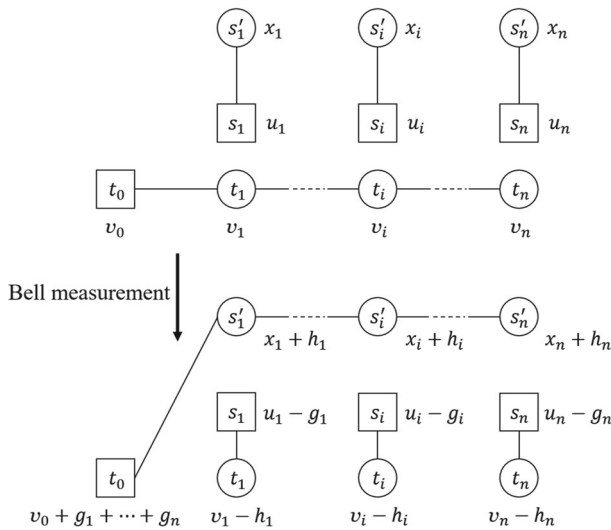 s′₁ x₁ s′ᵢ xᵢ s′ₙ xₙ
s₁ u₁ sᵢ uᵢ sₙ uₙ
t₀ t₁ tᵢ tₙ
v₀ v₁ vᵢ vₙ
Bell measurement
s′₁ s′ᵢ s′ₙ
x₁ + h₁ xᵢ + hᵢ xₙ + hₙ
s₁ u₁ − g₁ sᵢ uᵢ − gᵢ sₙ uₙ − gₙ
t₀ t₁ tᵢ tₙ
v₀ + g₁ + ⋯ + gₙ v₁ − h₁ vᵢ − hᵢ vₙ − hₙ